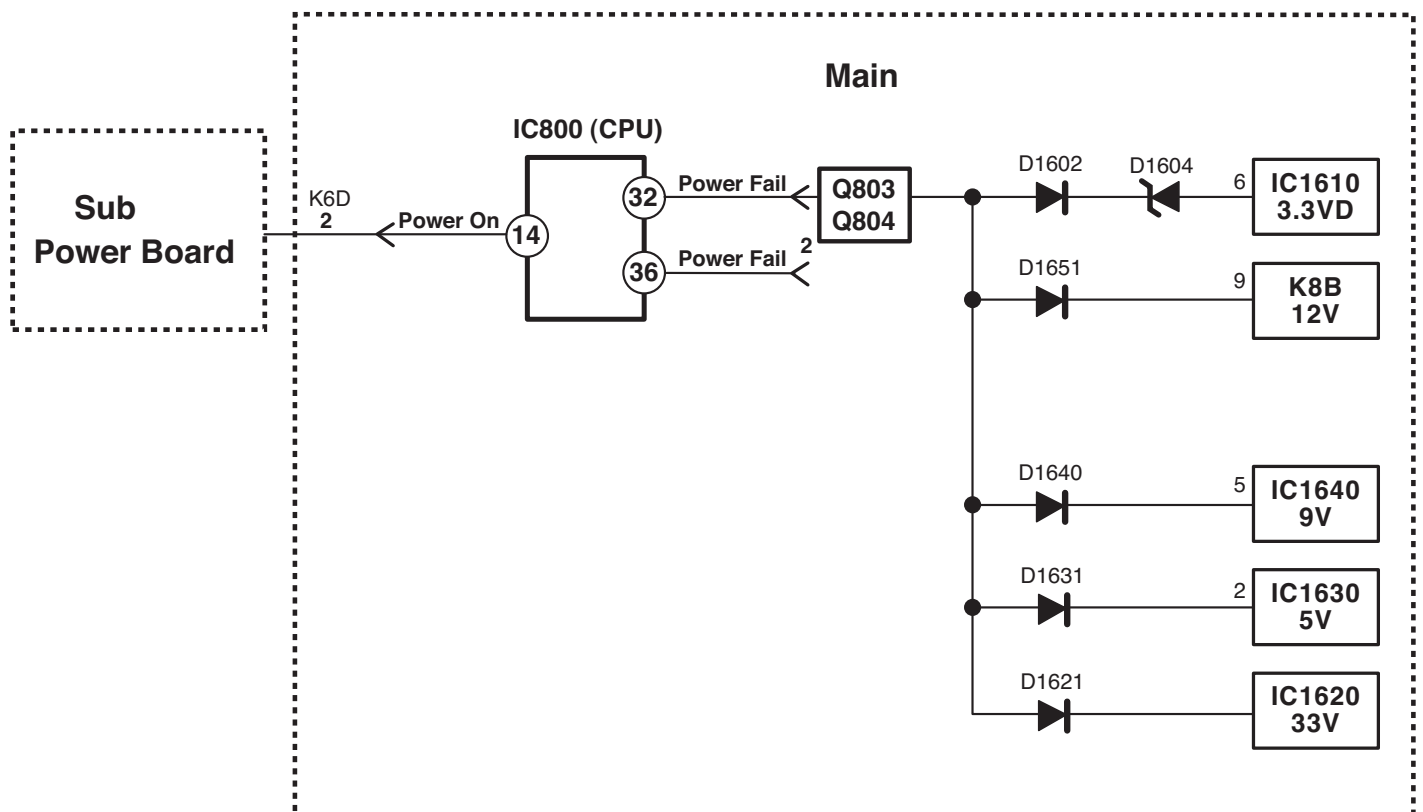 Main
Sub
Power Board
K6D
2
Power On
IC800 (CPU)
14
32
36
Power Fail
Power Fail
2
Q803
Q804
D1602
D1604
6
IC1610
3.3VD
D1651
9
K8B
12V
D1640
5
IC1640
9V
D1631
2
IC1630
5V
D1621
IC1620
33V